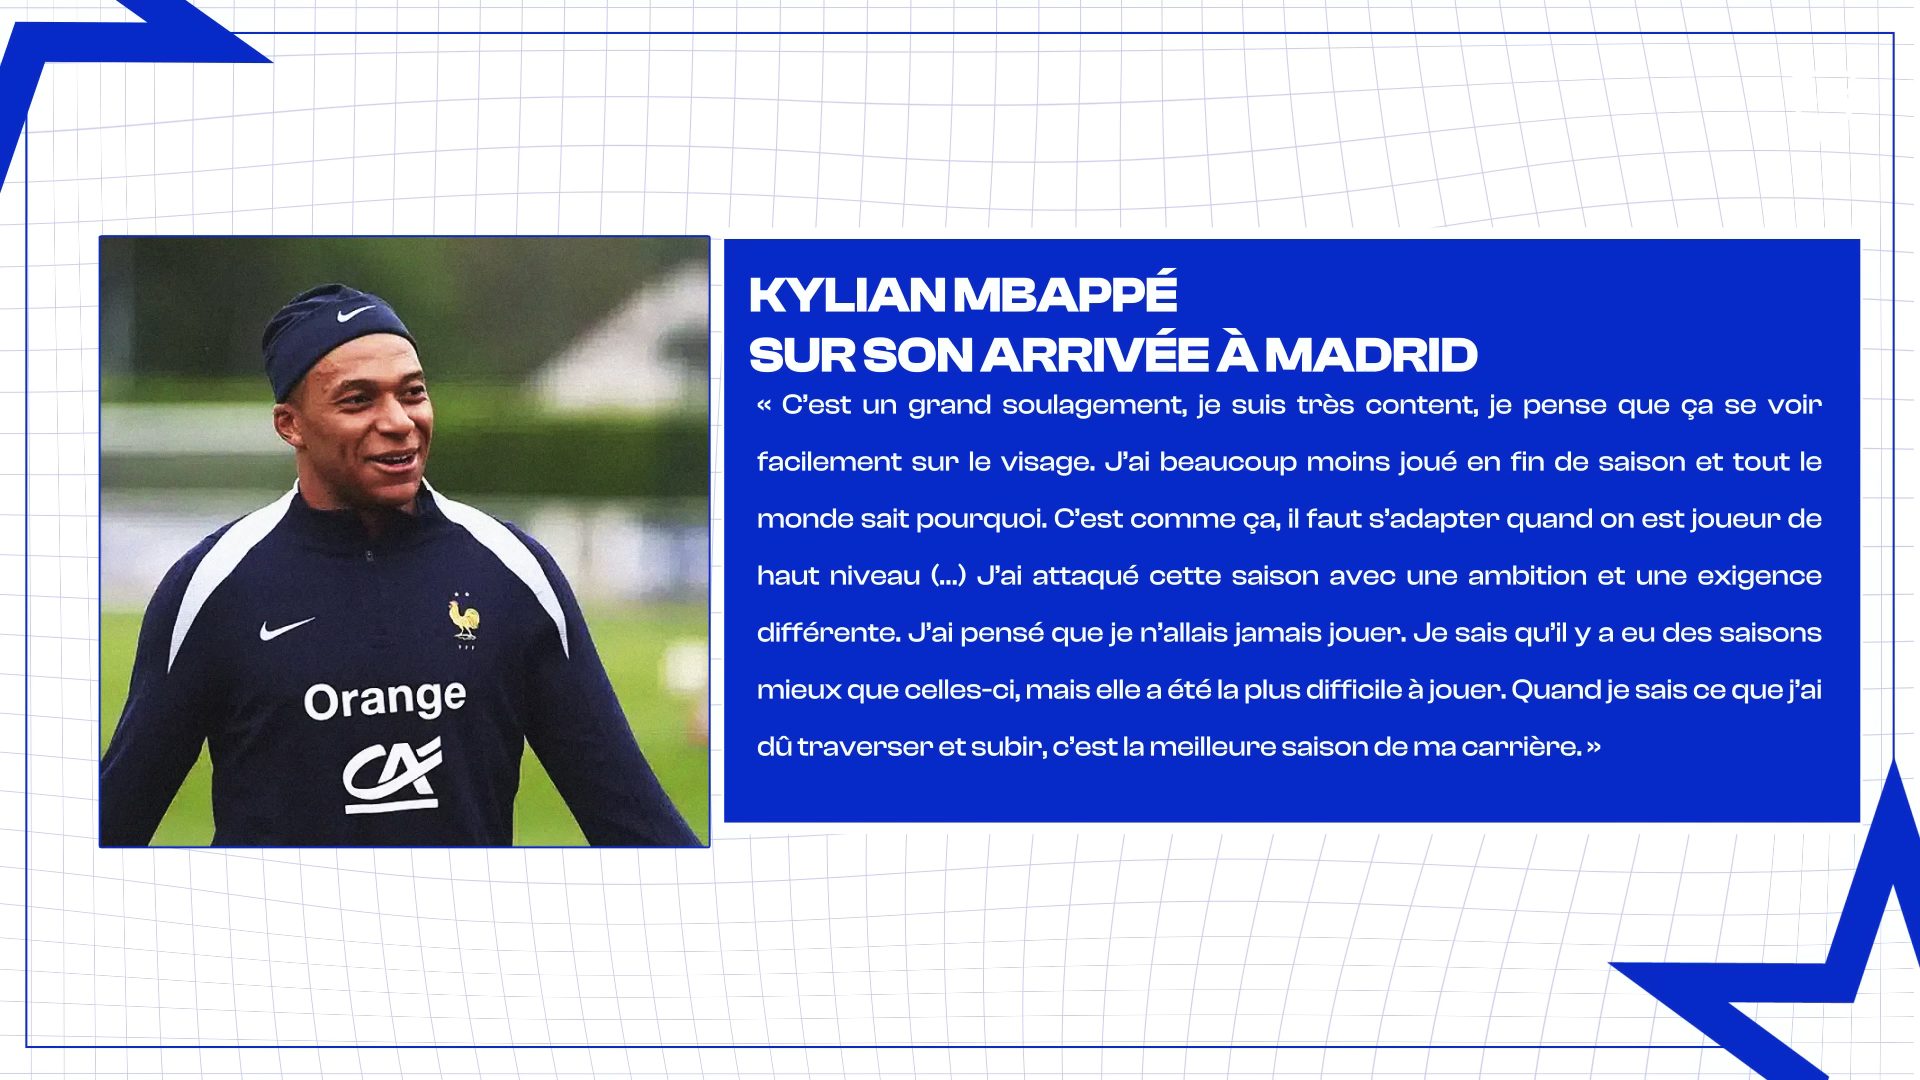 KYLIAN MBAPPÉ
SUR SON ARRIVÉE À MADRID
« C’est un grand soulagement, je suis très content, je pense que ça se voir
facilement sur le visage. J’ai beaucoup moins joué en fin de saison et tout le
monde sait pourquoi. C’est comme ça, il faut s’adapter quand on est joueur de
haut niveau (...) J’ai attaqué cette saison avec une ambition et une exigence
différente. J’ai pensé que je n’allais jamais jouer. Je sais qu’il y a eu des saisons
mieux que celles-ci, mais elle a été la plus difficile à jouer. Quand je sais ce que j’ai
dû traverser et subir, c’est la meilleure saison de ma carrière. »
FFF
Orange
CA